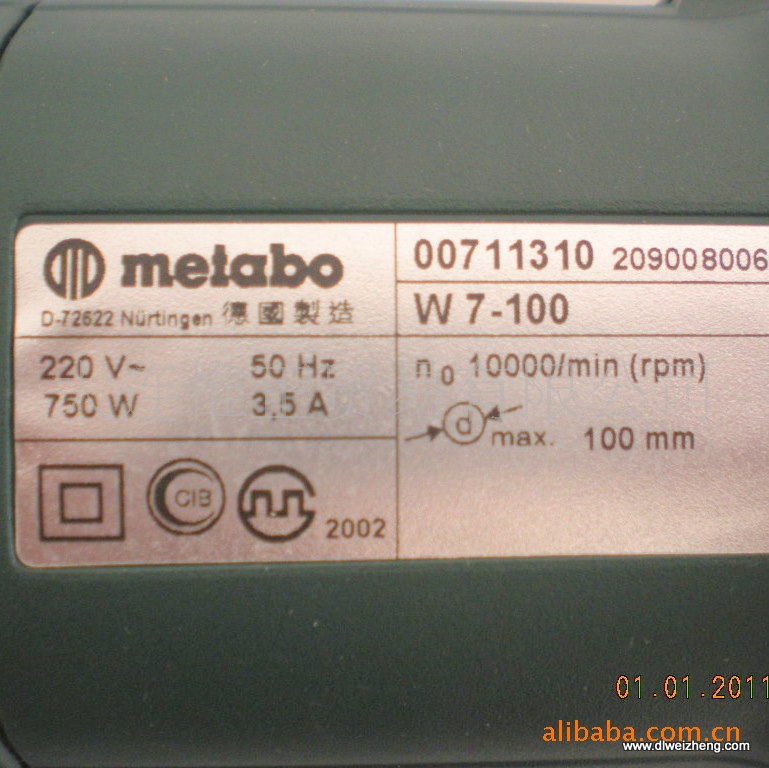 metabo
D-72622 Nürtingen 德國製造
220 V~ 50 Hz
750 W 3,5 A
CIB
2002
00711310 209008006
W 7-100
n0 10000/min (rpm)
d max. 100 mm
01.01.2011
alibaba.com.cn
www.dlweizheng.com